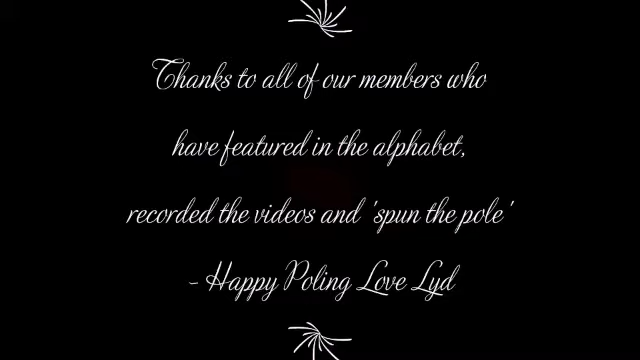 Thanks to all of our members who
have featured in the alphabet,
recorded the videos and 'spun the pole'
- Happy Poling Love Lyd